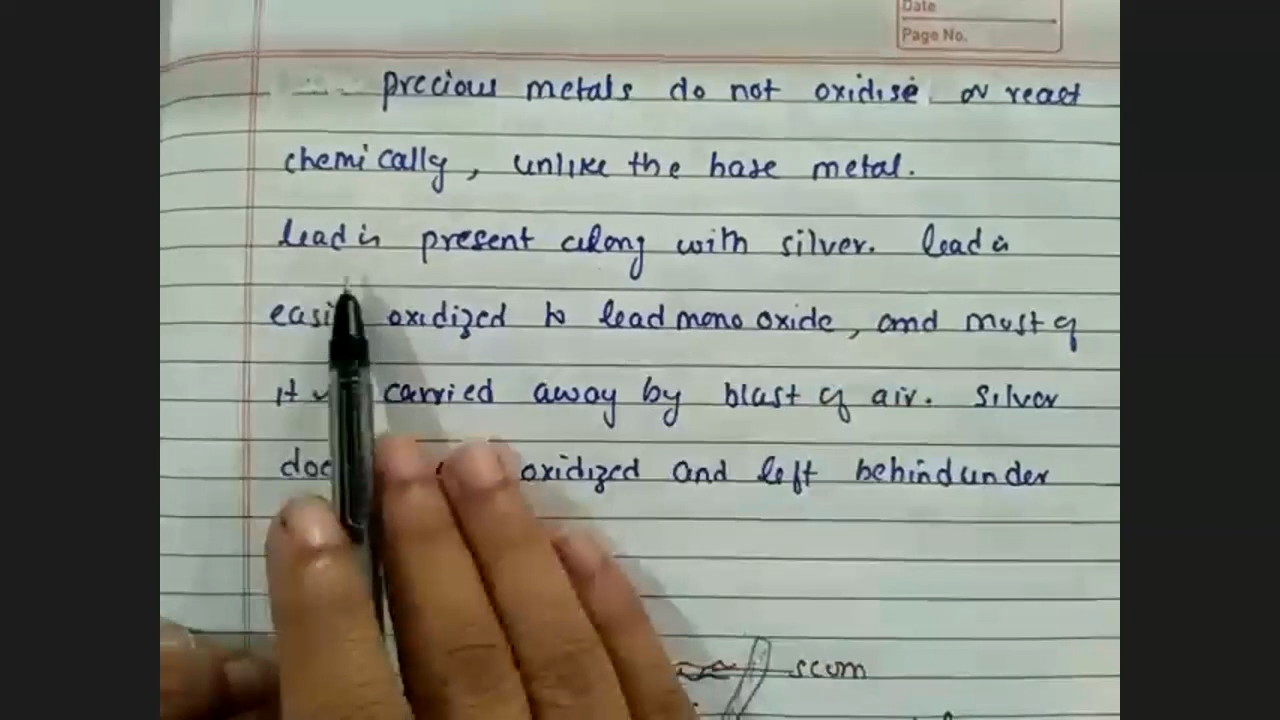 Date
Page No.
precious metals do not oxidise or react
chemically, unlike the base metal.
lead is present along with silver. lead is
oxidized to lead mono oxide, and most of
it carried away by blast of air. Silver
oxidized and left behind under
scum